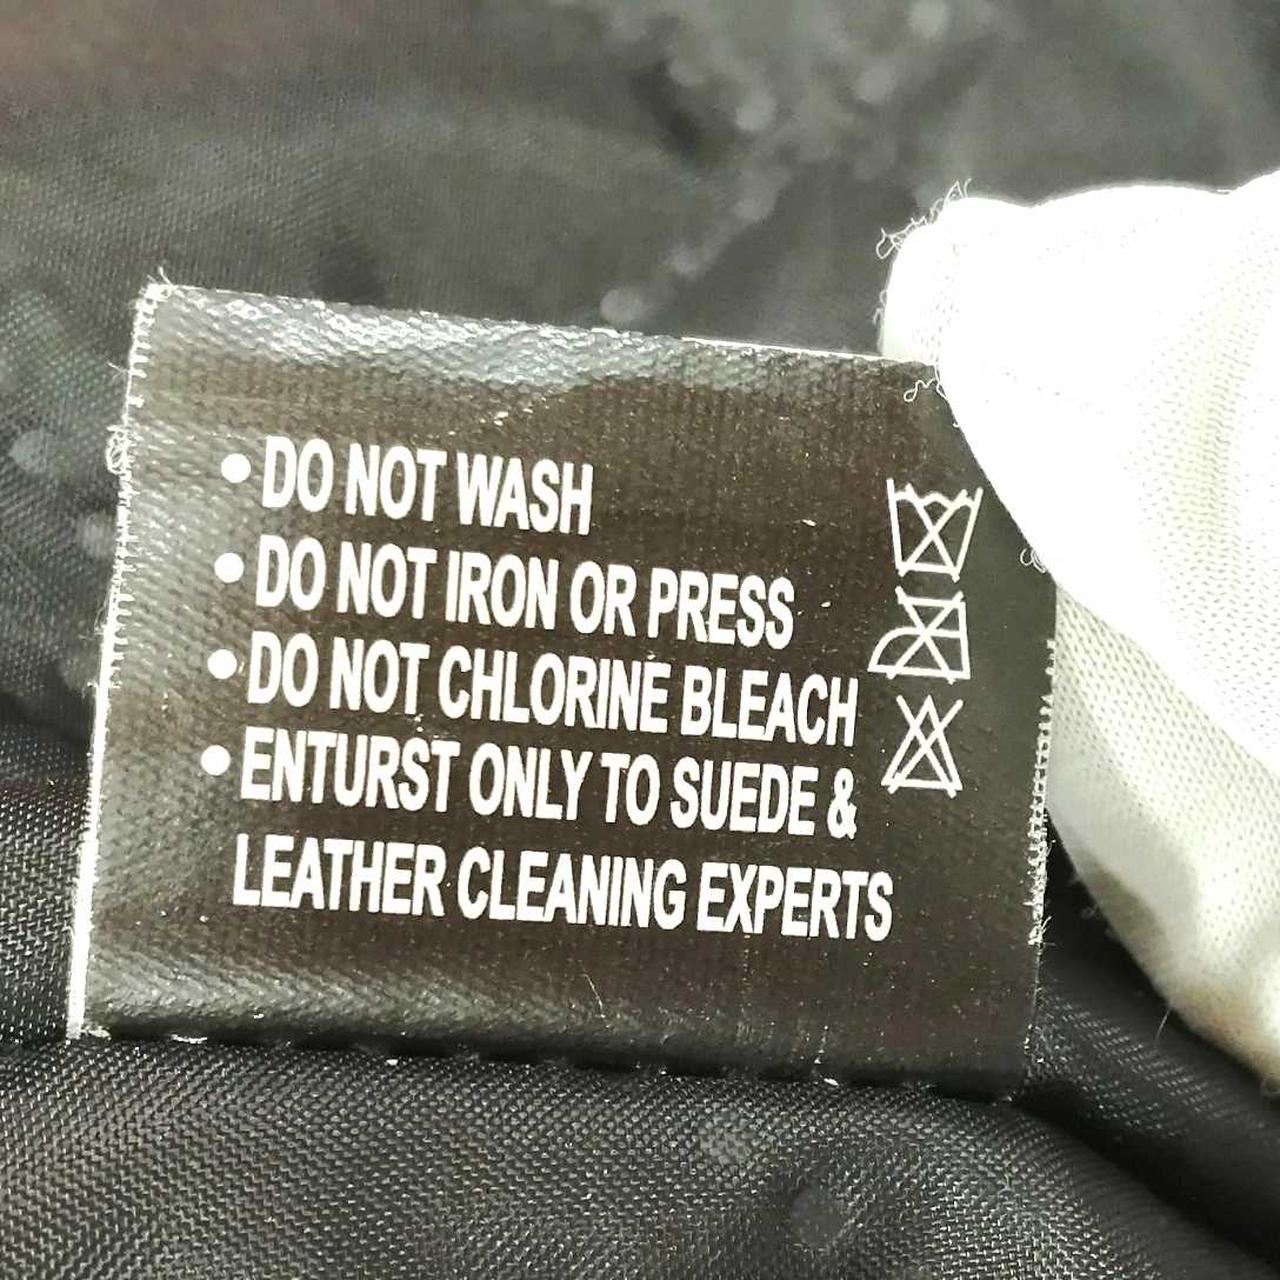 • DO NOT WASH
• DO NOT IRON OR PRESS
• DO NOT CHLORINE BLEACH
• ENTURST ONLY TO SUEDE &
LEATHER CLEANING EXPERTS